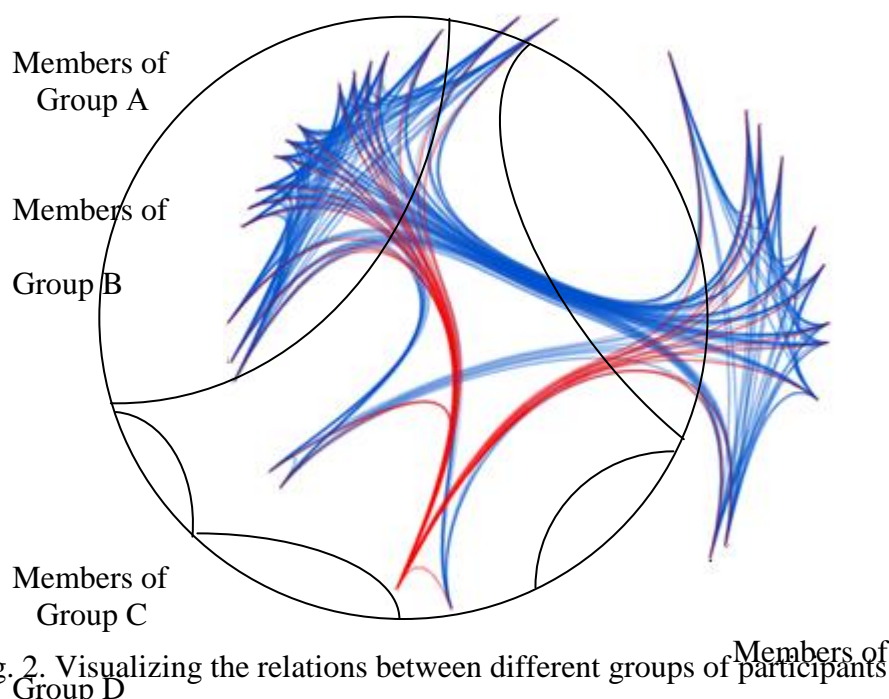 Members of
Group A
Members of
Group B
Members of
Group C
Members of
g. 2. Visualizing the relations between different groups of participants
Group D